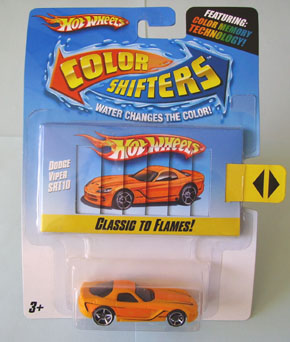 HOT WHEELS
FEATURING:
COLOR MEMORY
TECHNOLOGY!
COLOR
SHIFTERS™
WATER CHANGES THE COLOR!
HOT WHEELS
DODGE
VIPER
SRT10
CLASSIC TO FLAMES!
3+